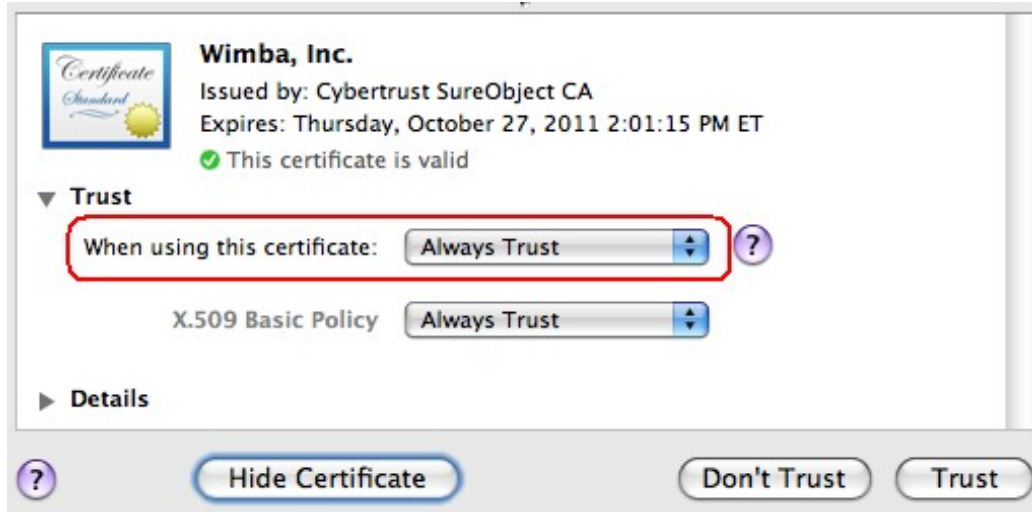 Certificate
Standard
Wimba, Inc.
Issued by: Cybertrust SureObject CA
Expires: Thursday, October 27, 2011 2:01:15 PM ET
This certificate is valid
Trust
When using this certificate: Always Trust ?
X.509 Basic Policy Always Trust
Details
? Hide Certificate Don't Trust Trust